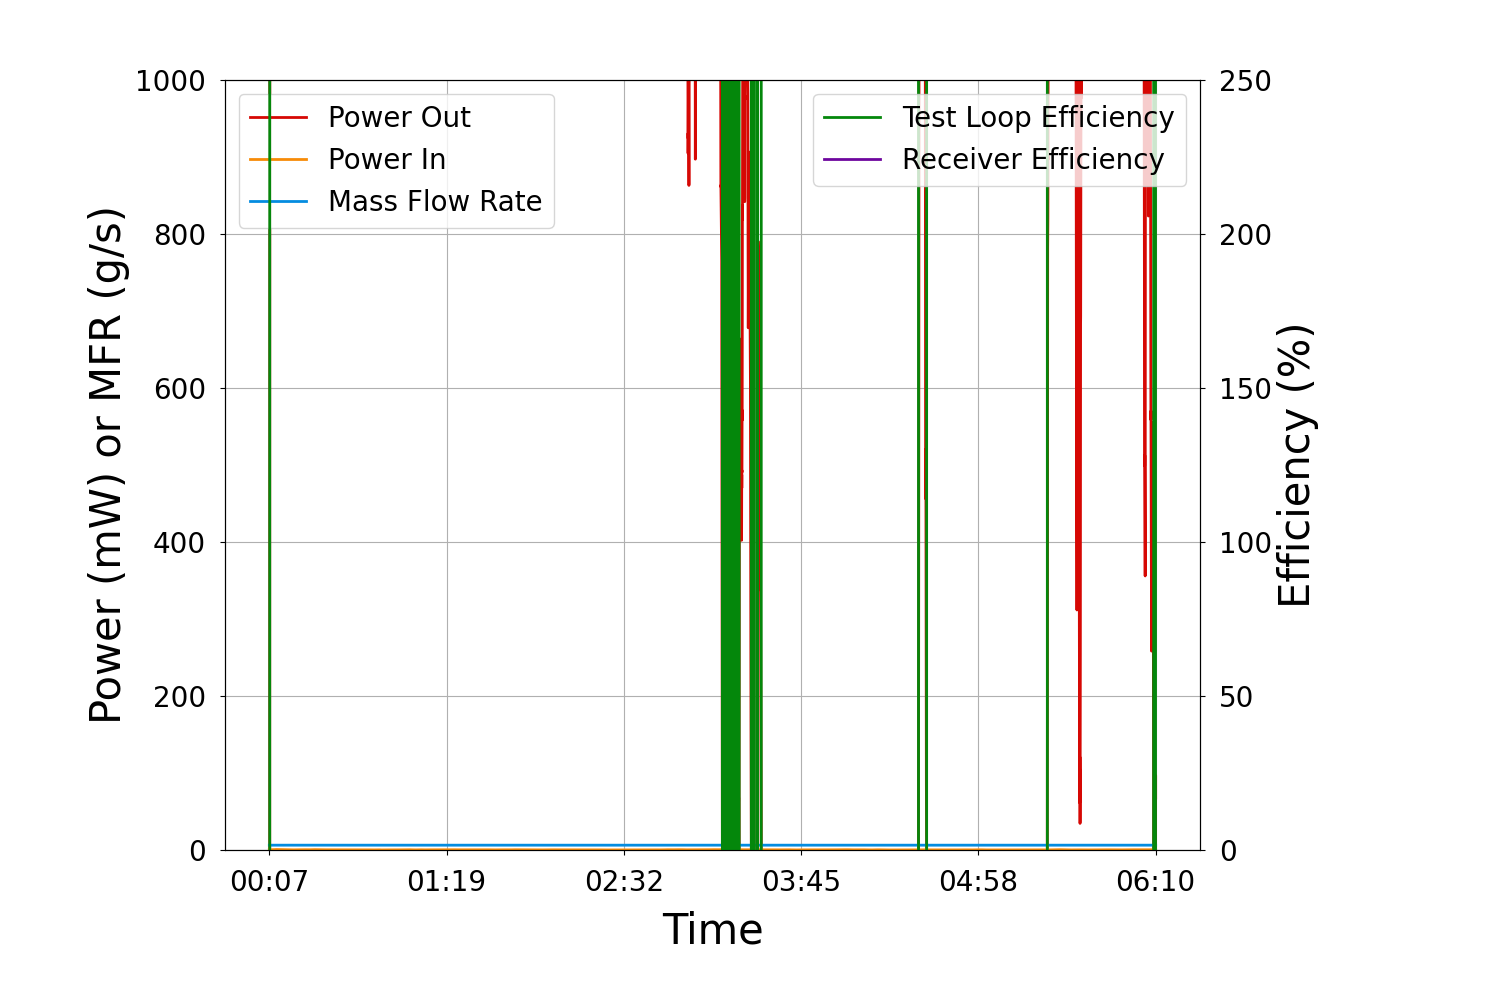 1000
800
600
400
200
0
Power (mW) or MFR (g/s)
Power Out
Power In
Mass Flow Rate
Test Loop Efficiency
Receiver Efficiency
250
200
150
100
50
0
Efficiency (%)
00:07 01:19 02:32 03:45 04:58 06:10
Time